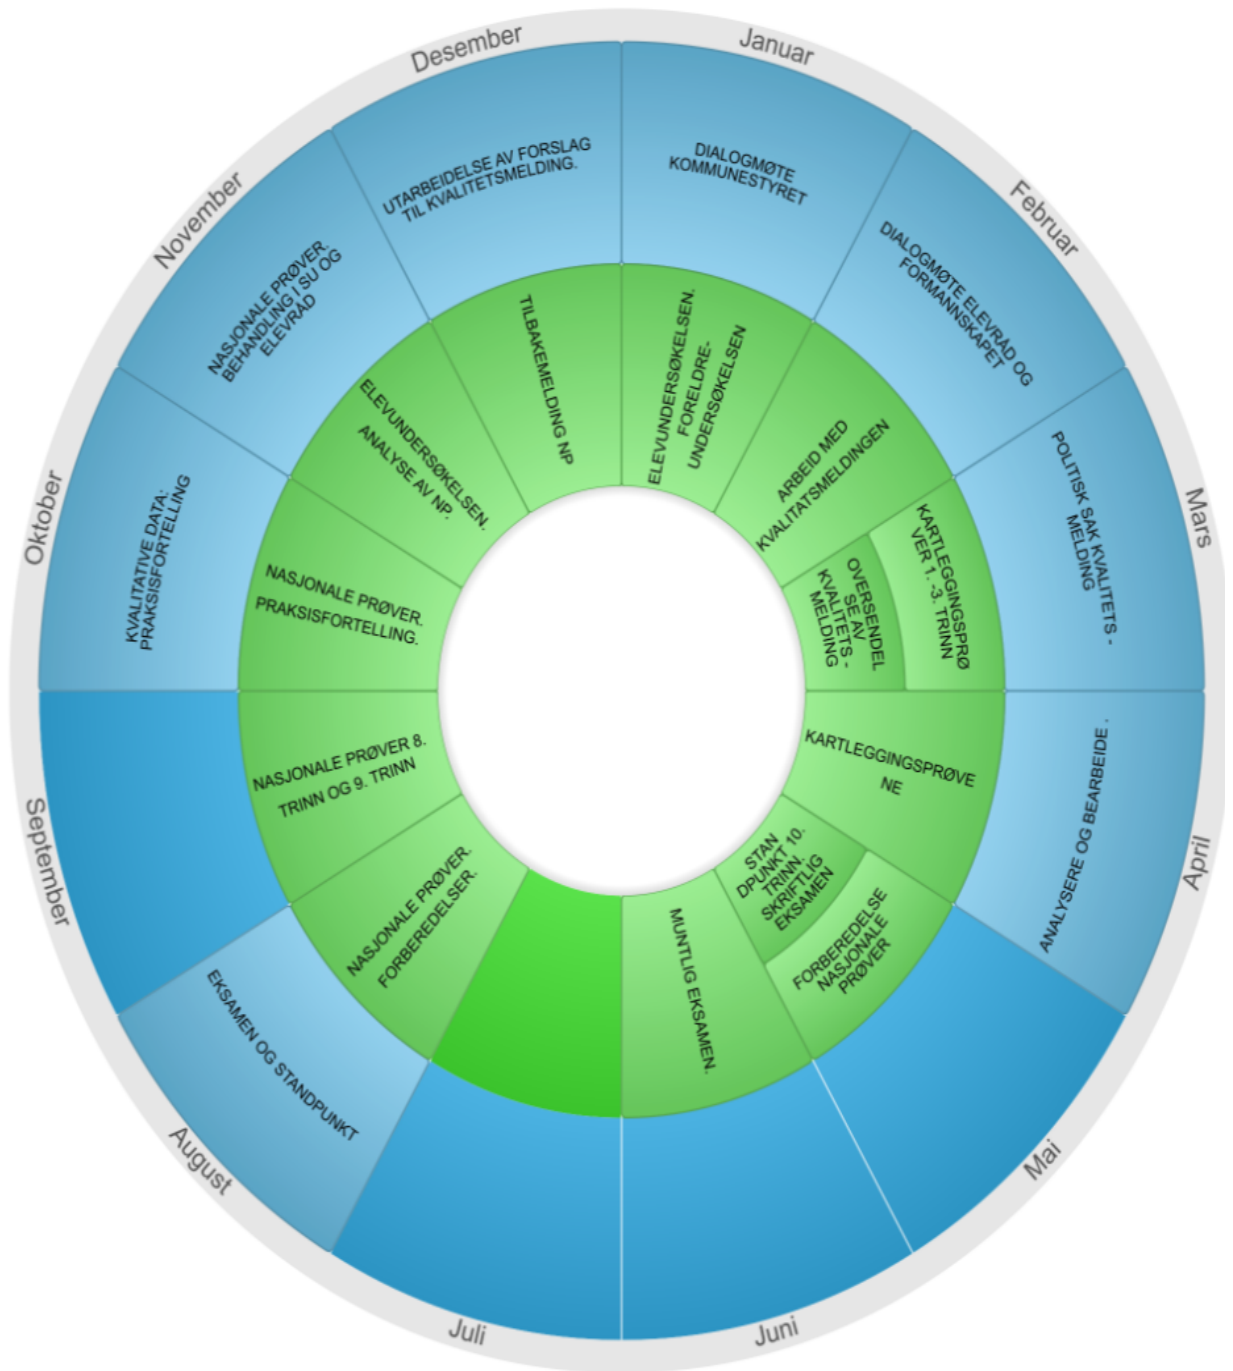 Januar
DIALOGMØTE
KOMMUNESTYRET
ELEVUNDERSØKELSEN.
FORELDRE-
UNDERSØKELSEN
Februar
DIALOGMØTE ELEVRÅD OG
FORMANNSKAPET
ARBEID MED
KVALITATSMELDINGEN
Mars
POLITISK SAK KVALITETS -
MELDING
KARTLEGGINGSPRØ
VER 1. -3. TRINN
OVERSENDEL
SE AV
KVALITETS -
MELDING
April
ANALYSERE OG BEARBEIDE .
KARTLEGGINGSPRØVE
NE
Mai
FORBEREDELSE
NASJONALE
PRØVER
STAN
DPUNKT 10.
TRINN.
SKRIFTLIG
EKSAMEN
Juni
MUNTLIG EKSAMEN.
Juli
August
EKSAMEN OG STANDPUNKT
NASJONALE PRØVER.
FORBEREDELSER.
September
NASJONALE PRØVER 8.
TRINN OG 9. TRINN
Oktober
KVALITATIVE DATA:
PRAKSISFORTELLING
NASJONALE PRØVER.
PRAKSISFORTELLING.
November
NASJONALE PRØVER.
BEHANDLING I SU OG
ELEVRÅD
ELEVUNDERSØKELSEN.
ANALYSE AV NP.
Desember
UTARBEIDELSE AV FORSLAG
TIL KVALITETSMELDING.
TILBAKEMELDING NP